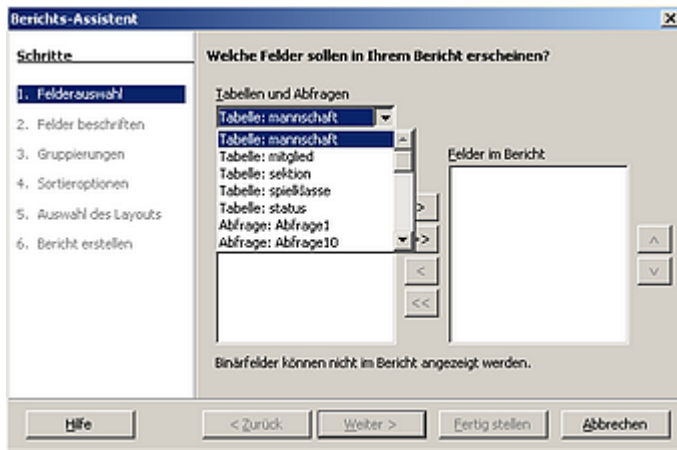 Berichts-Assistent
Schritte
1. Felderauswahl
2. Felder beschriften
3. Gruppierungen
4. Sortieroptionen
5. Auswahl des Layouts
6. Bericht erstellen
Welche Felder sollen in Ihrem Bericht erscheinen?
Tabellen und Abfragen
Tabelle: mannschaft
Tabelle: mannschaft
Tabelle: mitglied
Tabelle: sektion
Tabelle: spielklasse
Tabelle: status
Abfrage: Abfrage1
Abfrage: Abfrage10
Felder im Bericht
>
>>
<
<<
Binärfelder können nicht im Bericht angezeigt werden.
Hilfe
< Zurück
Weiter >
Fertig stellen
Abbrechen